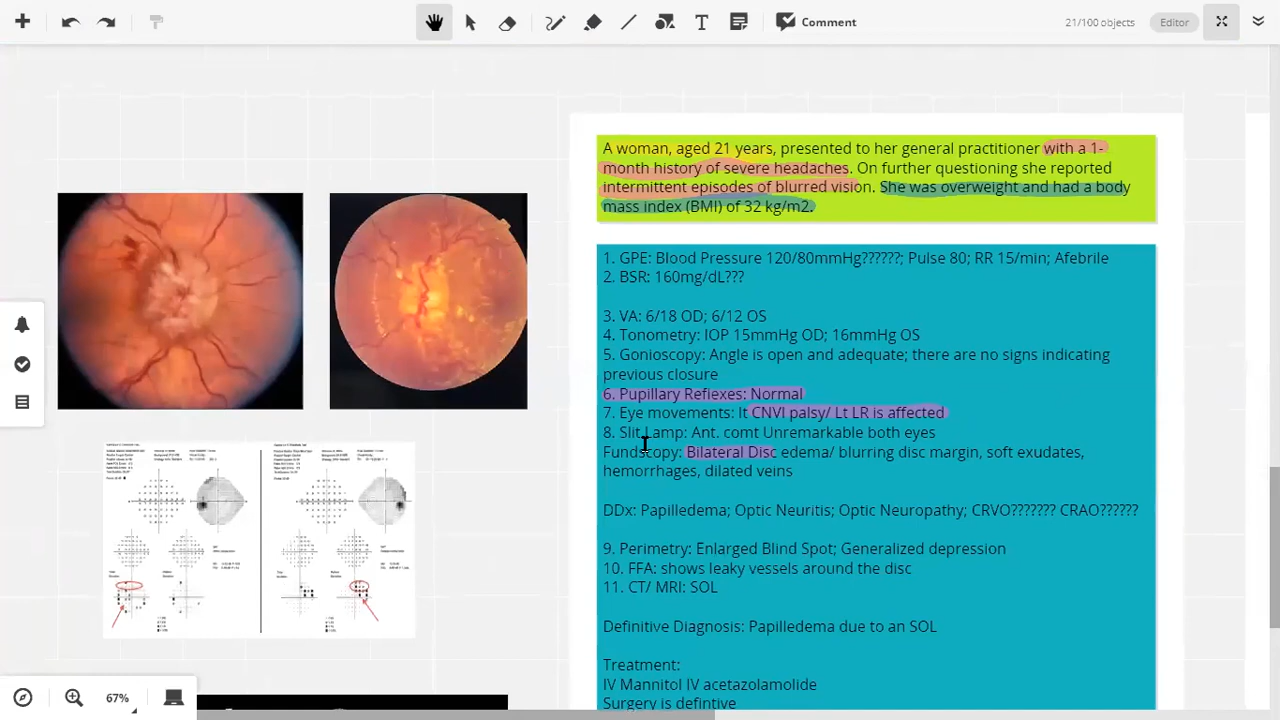 Comment
21/100 objects
Editor
A woman, aged 21 years, presented to her general practitioner with a 1-
month history of severe headaches. On further questioning she reported
intermittent episodes of blurred vision. She was overweight and had a body
mass index (BMI) of 32 kg/m2.
1. GPE: Blood Pressure 120/80mmHg??????; Pulse 80; RR 15/min; Afebrile
2. BSR: 160mg/dL???
3. VA: 6/18 OD; 6/12 OS
4. Tonometry: IOP 15mmHg OD; 16mmHg OS
5. Gonioscopy: Angle is open and adequate; there are no signs indicating
previous closure
6. Pupillary Reflexes: Normal
7. Eye movements: lt CNVI palsy/ Lt LR is affected
8. Slit Lamp: Ant. comt Unremarkable both eyes
Fundscopy: Bilateral Disc edema/ blurring disc margin, soft exudates,
hemorrhages, dilated veins
DDx: Papilledema; Optic Neuritis; Optic Neuropathy; CRVO??????? CRAO??????
9. Perimetry: Enlarged Blind Spot; Generalized depression
10. FFA: shows leaky vessels around the disc
11. CT/ MRI: SOL
Definitive Diagnosis: Papilledema due to an SOL
Treatment:
IV Mannitol IV acetazolamolide
Surgery is defintive
67%